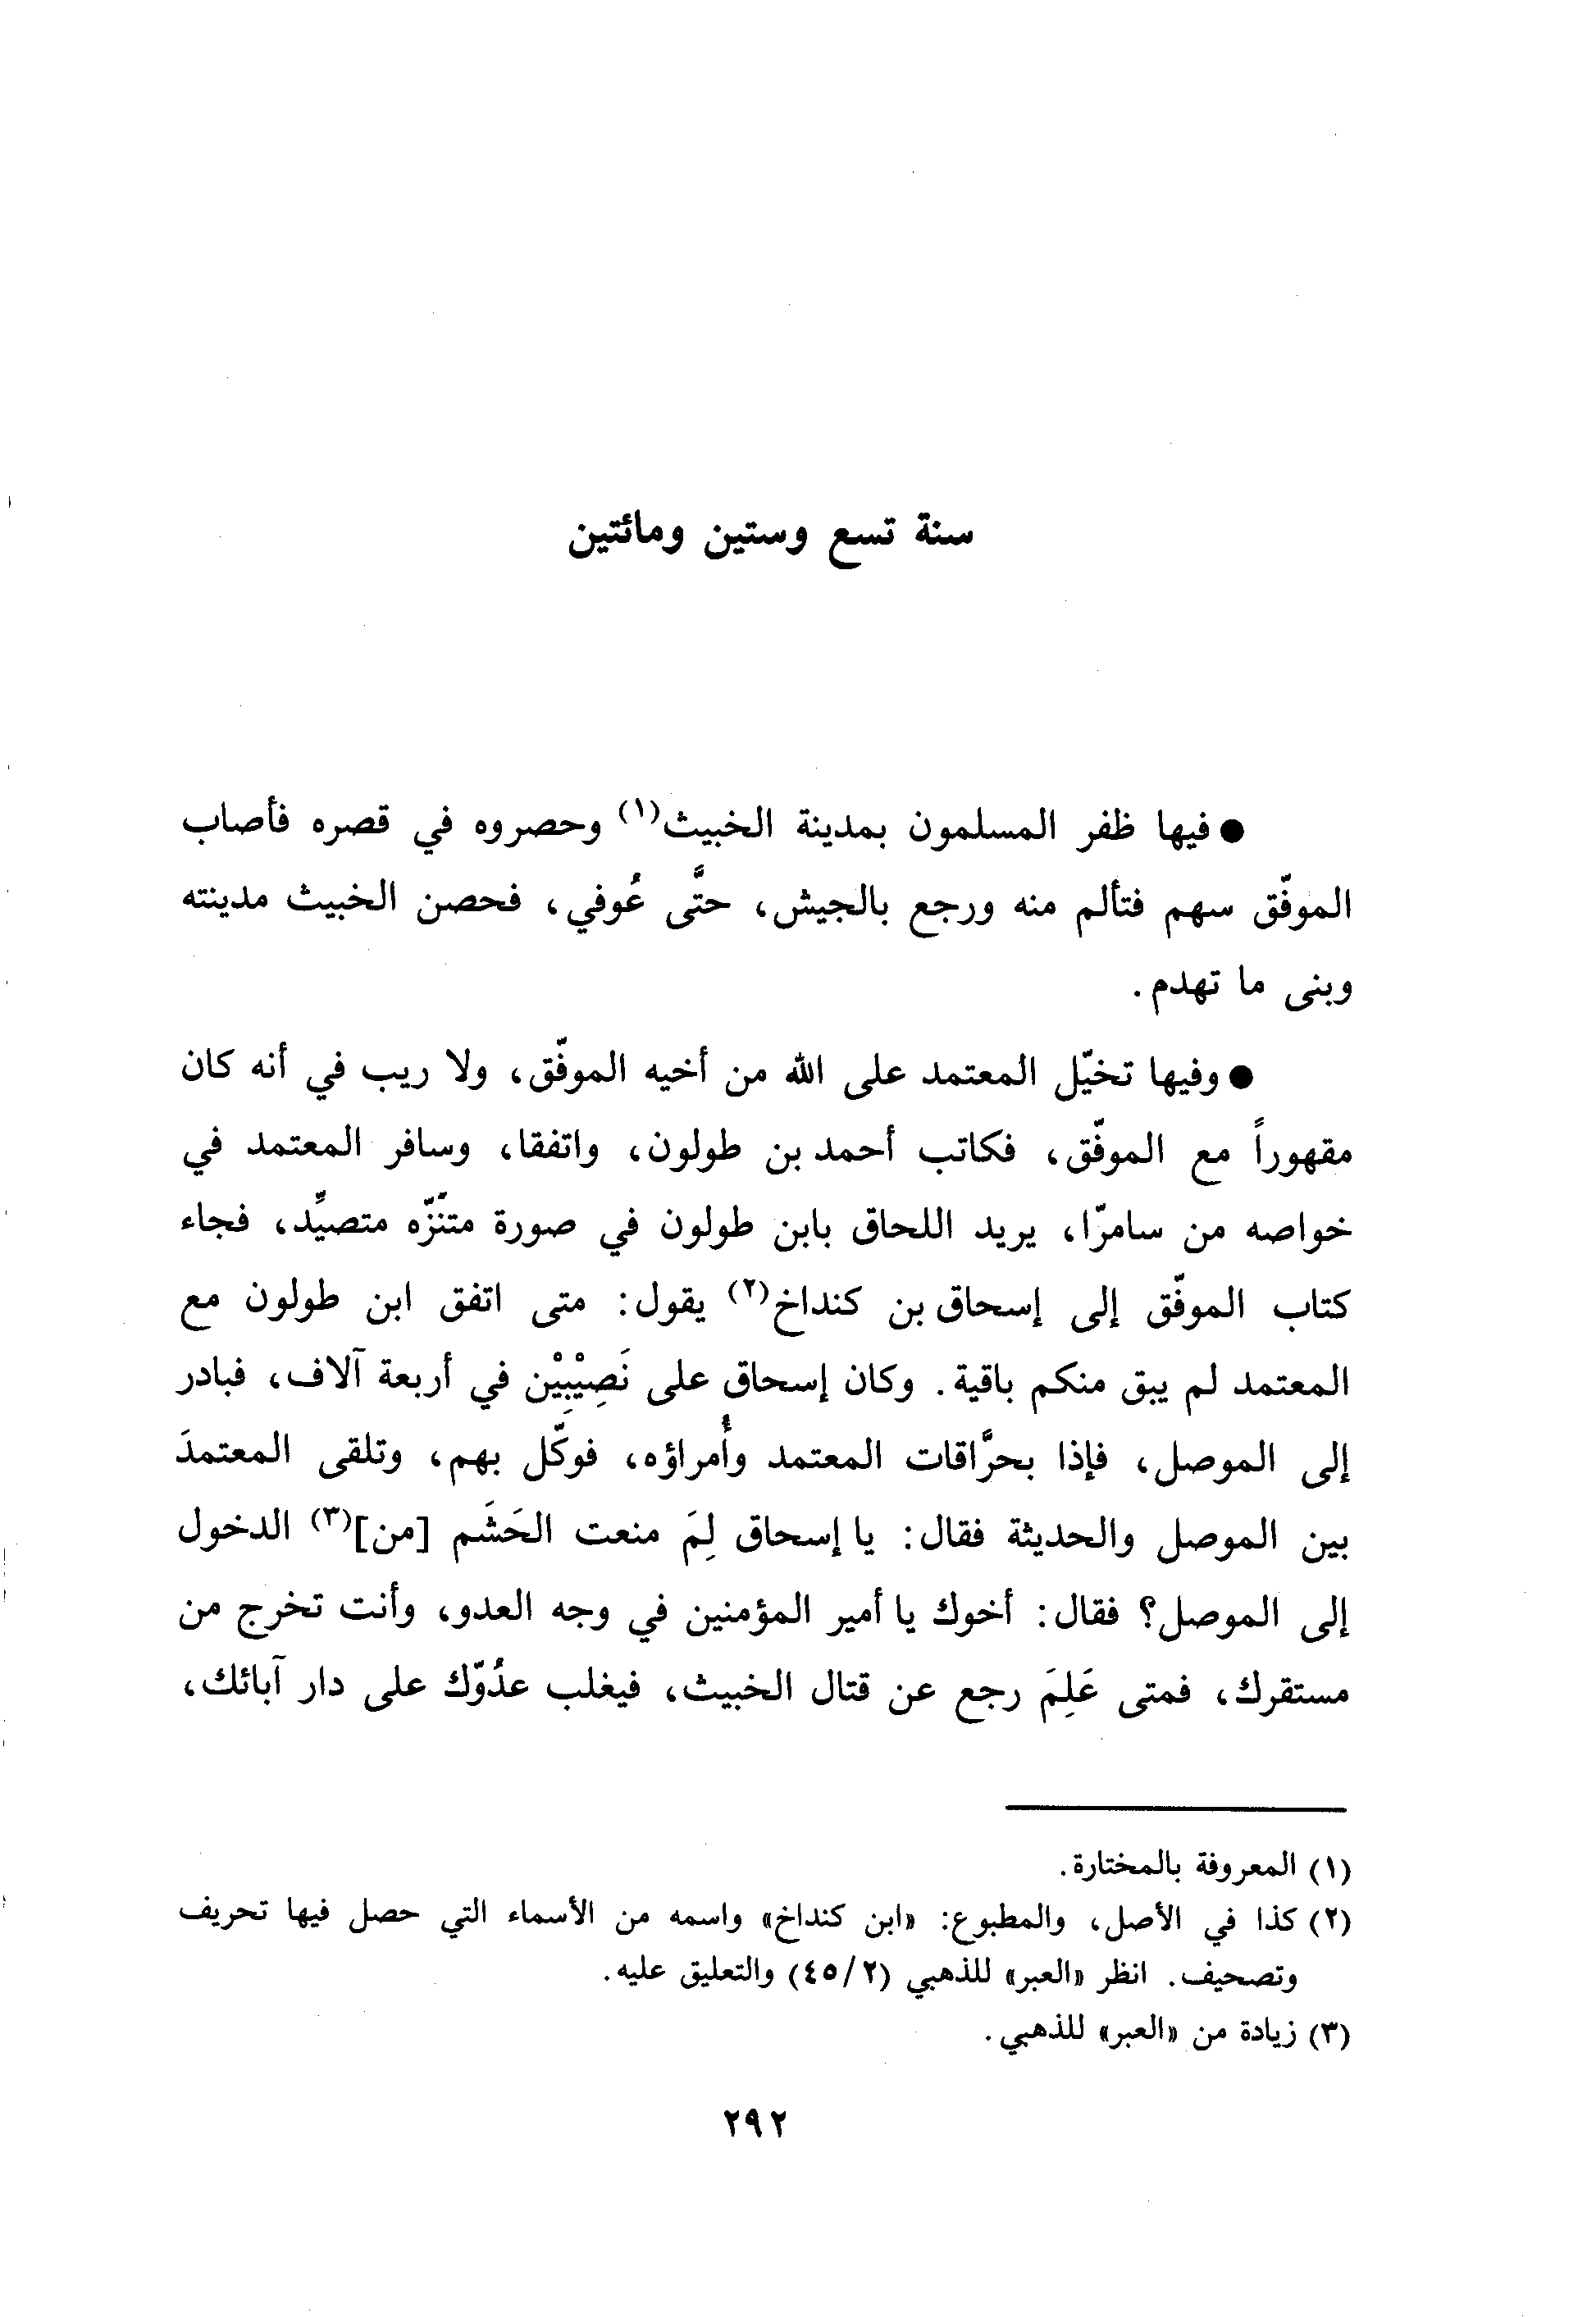 سنة تسع وستين ومائتين
● فيها ظفر المسلمون بمدينة الخبيث(١) وحصروه في قصره فأصاب
الموفّق سهم فتألم منه ورجع بالجيش، حتَّى عُوفي، فحصن الخبيث مدينته
وبنى ما تهدم.
● وفيها تخيّل المعتمد على الله من أخيه الموفّق، ولا ريب في أنه كان
مقهوراً مع الموفّق، فكاتب أحمد بن طولون، واتفقا، وسافر المعتمد في
خواصه من سامرّا، يريد اللحاق بابن طولون في صورة متنّزّه متصيِّد، فجاء
كتاب الموفّق إلى إسحاق بن كنداخ(٢) يقول: متى اتفق ابن طولون مع
المعتمد لم يبق منكم باقية. وكان إسحاق على نَصِيْبِيْن في أربعة آلاف، فبادر
إلى الموصل، فإذا بحرَّاقات المعتمد وأُمراؤه، فوكّل بهم، وتلقى المعتمدَ
بين الموصل والحديثة فقال: يا إسحاق لِمَ منعت الحَشَم [من](٣) الدخول
إلى الموصل؟ فقال: أخوك يا أمير المؤمنين في وجه العدو، وأنت تخرج من
مستقرك، فمتى عَلِمَ رجع عن قتال الخبيث، فيغلب عدُوّك على دار آبائك،
(١) المعروفة بالمختارة.
(٢) كذا في الأصل، والمطبوع: «ابن كنداخ» واسمه من الأسماء التي حصل فيها تحريف
وتصحيف. انظر «العبر» للذهبي (٤٥/٢) والتعليق عليه.
(٣) زيادة من «العبر» للذهبي.
٢٩٢